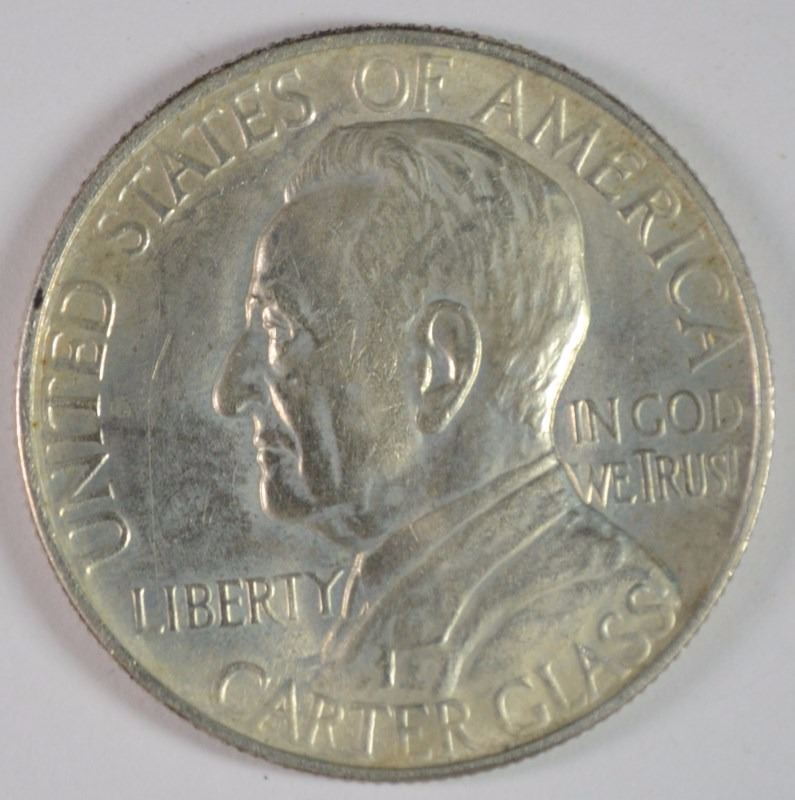 UNITED STATES OF AMERICA
IN GOD
WE TRUST
LIBERTY
CARTER GLASS